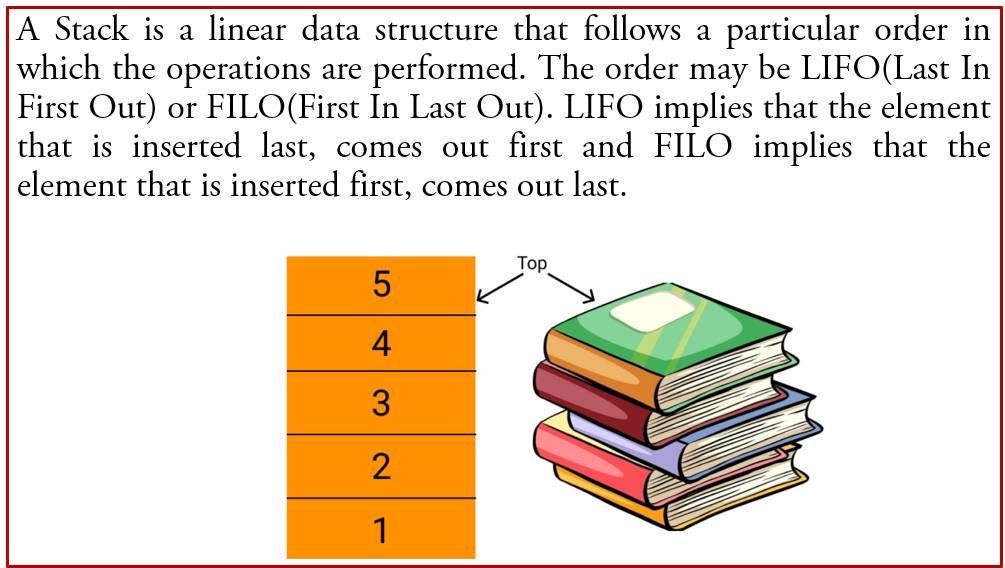 A Stack is a linear data structure that follows a particular order in
which the operations are performed. The order may be LIFO(Last In
First Out) or FILO(First In Last Out). LIFO implies that the element
that is inserted last, comes out first and FILO implies that the
element that is inserted first, comes out last.
Top
5
4
3
2
1